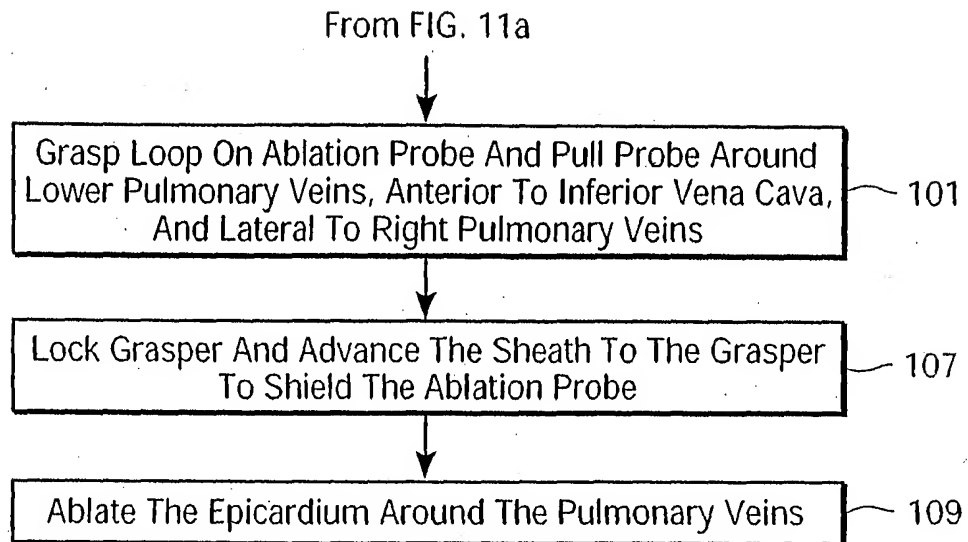 From FIG. 11a
Grasp Loop On Ablation Probe And Pull Probe Around
Lower Pulmonary Veins, Anterior To Inferior Vena Cava,
And Lateral To Right Pulmonary Veins
101
Lock Grasper And Advance The Sheath To The Grasper
To Shield The Ablation Probe
107
Ablate The Epicardium Around The Pulmonary Veins
109